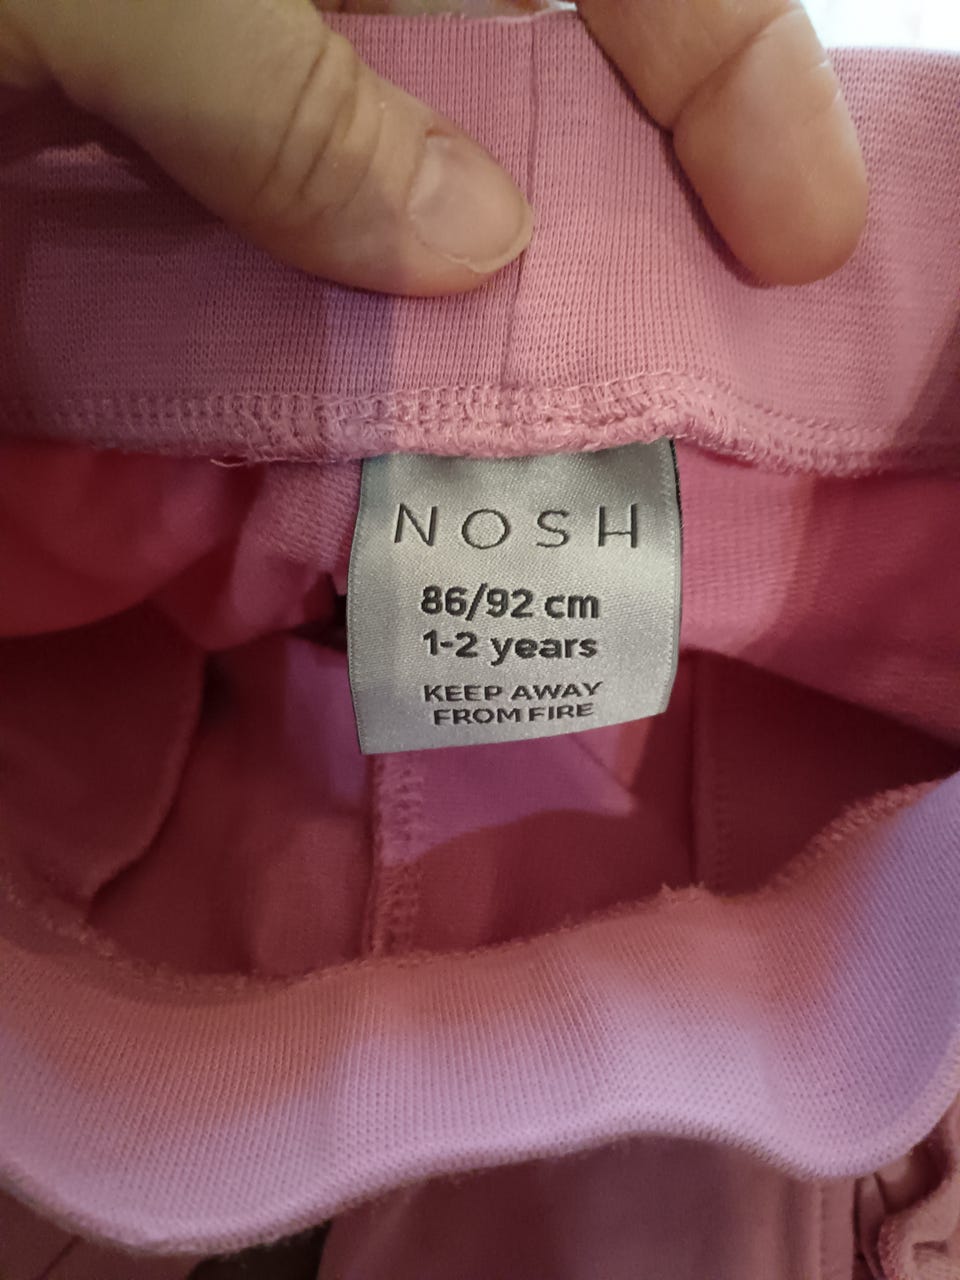 NOSH
86/92 cm
1-2 years
KEEP AWAY
FROM FIRE